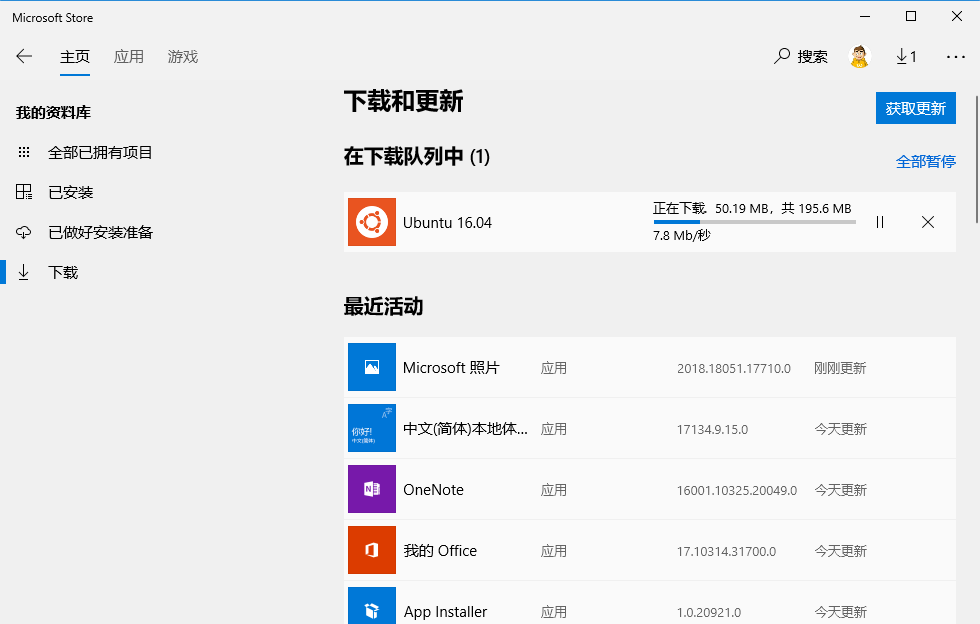 Microsoft Store
主页 应用 游戏 搜索 1
我的资料库
全部已拥有项目
已安装
已做好安装准备
下载
下载和更新
获取更新
在下载队列中 (1)
全部暂停
Ubuntu 16.04
正在下载. 50.19 MB，共 195.6 MB
7.8 Mb/秒
最近活动
Microsoft 照片 应用 2018.18051.17710.0 刚刚更新
你好!
中文(简体)
中文(简体)本地体... 应用 17134.9.15.0 今天更新
OneNote 应用 16001.10325.20049.0 今天更新
我的 Office 应用 17.10314.31700.0 今天更新
App Installer 应用 1.0.20921.0 今天更新